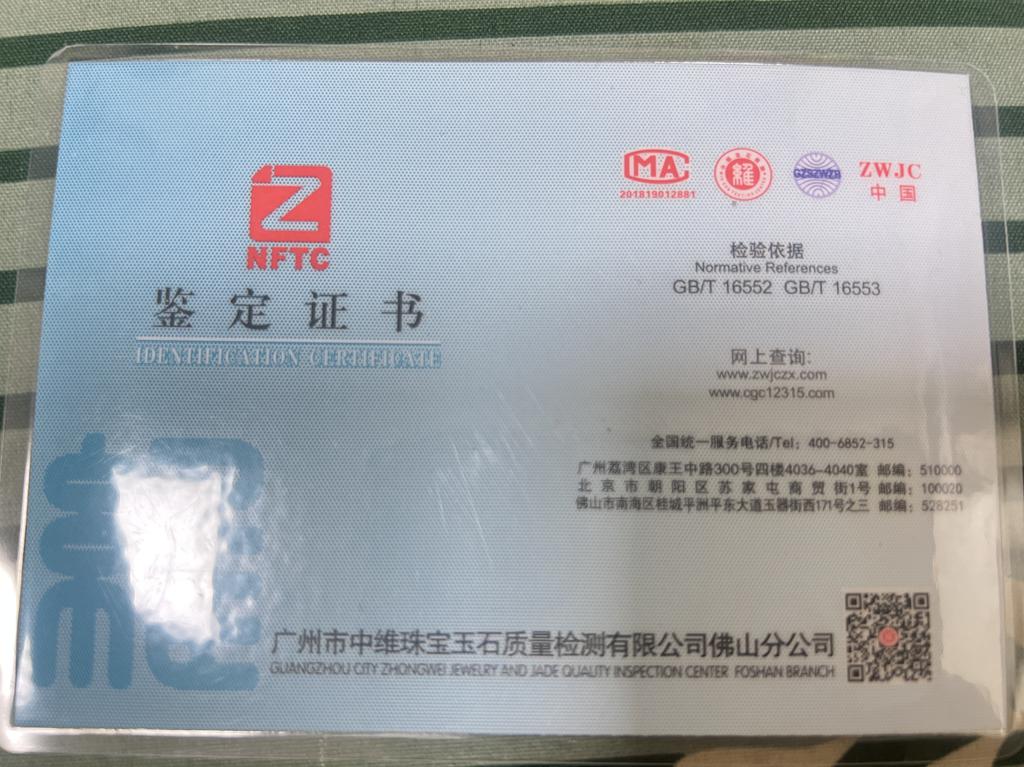 Z
NFTC
鉴定证书
IDENTIFICATION CERTIFICATE
MA
201819012881
GZSZWZB
ZWJC
中国
检验依据
Normative References
GB/T 16552 GB/T 16553
网上查询:
www.zwjczx.com
www.cgc12315.com
全国统一服务电话/Tel: 400-6852-315
广州荔湾区康王中路300号四楼4036-4040室 邮编: 510000
北京市朝阳区苏家屯商贸街1号 邮编: 100020
佛山市南海区桂城平洲平东大道玉器街西171号之三 邮编: 528251
广州市中维珠宝玉石质量检测有限公司佛山分公司
GUANGZHOU CITY ZHONGWEI JEWELRY AND JADE QUALITY INSPECTION CENTER FOSHAN BRANCH